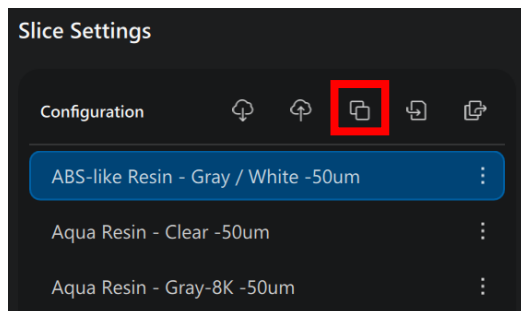 Slice Settings
Configuration
ABS-like Resin - Gray / White -50um
Aqua Resin - Clear -50um
Aqua Resin - Gray-8K -50um